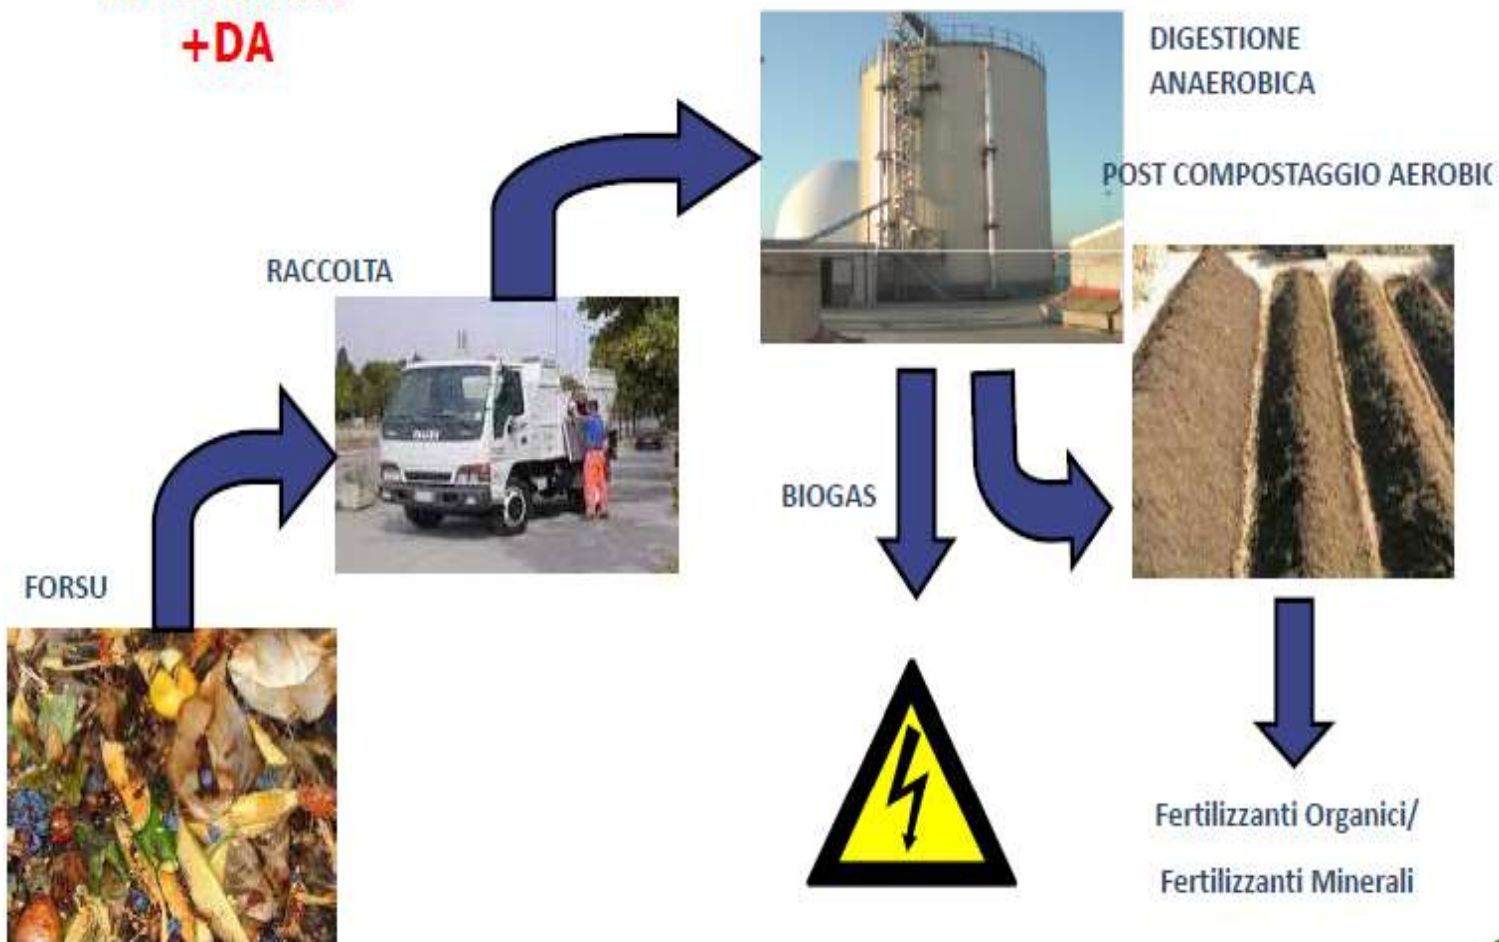 +DA
DIGESTIONE
ANAEROBICA
POST COMPOSTAGGIO AEROBIC
RACCOLTA
BIOGAS
FORSU
Fertilizzanti Organici/
Fertilizzanti Minerali